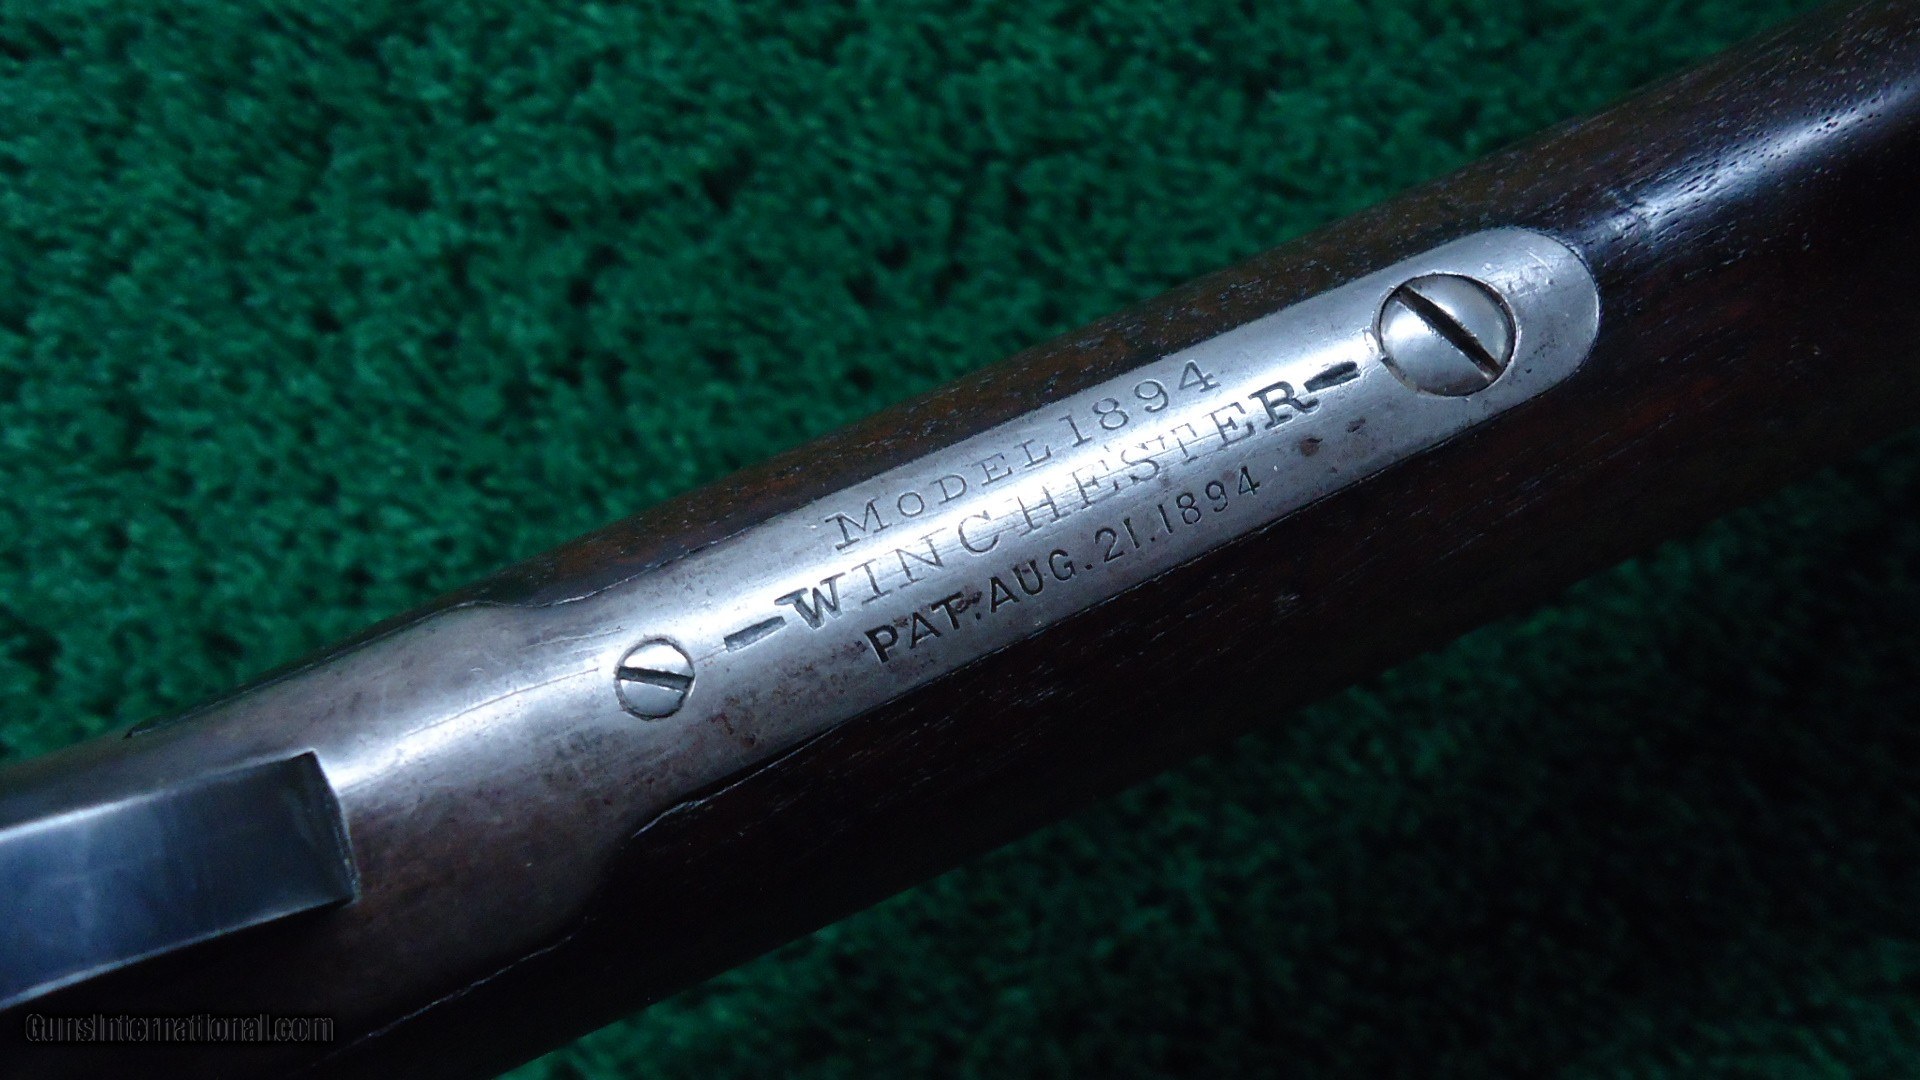 MODEL 1894
-WINCHESTER-
PAT. AUG. 21. 1894
GunsInternational.com